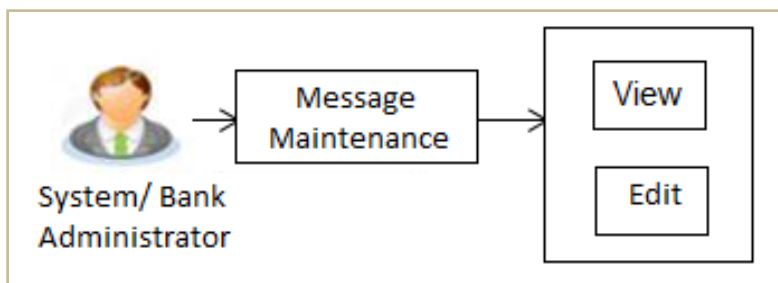 Message
Maintenance
View
Edit
System/ Bank
Administrator